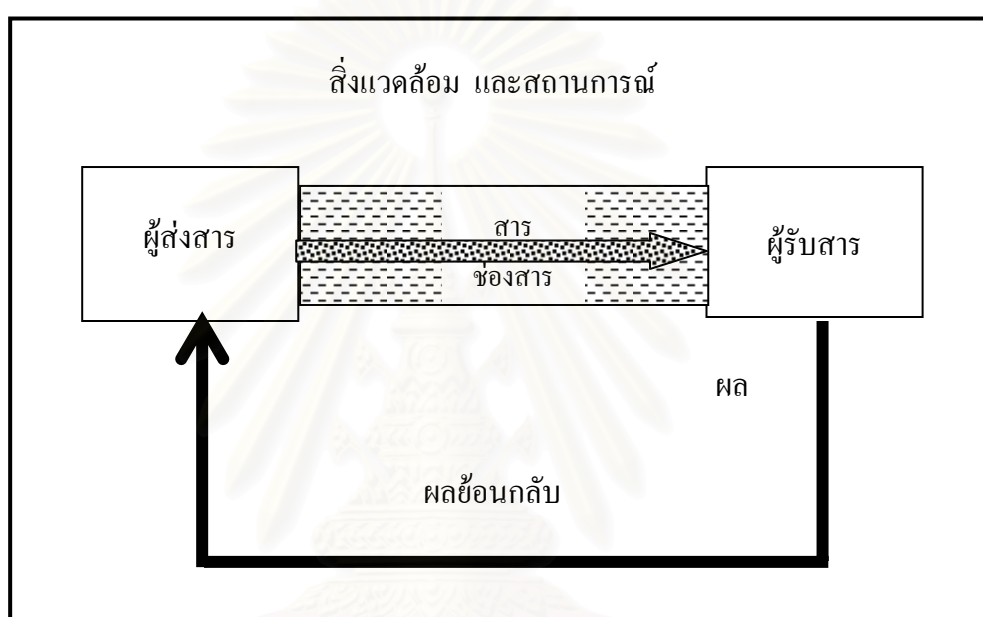 สิ่งแวดล้อม และสถานการณ์
ผู้ส่งสาร
สาร
ช่องสาร
ผู้รับสาร
ผล
ผลย้อนกลับ